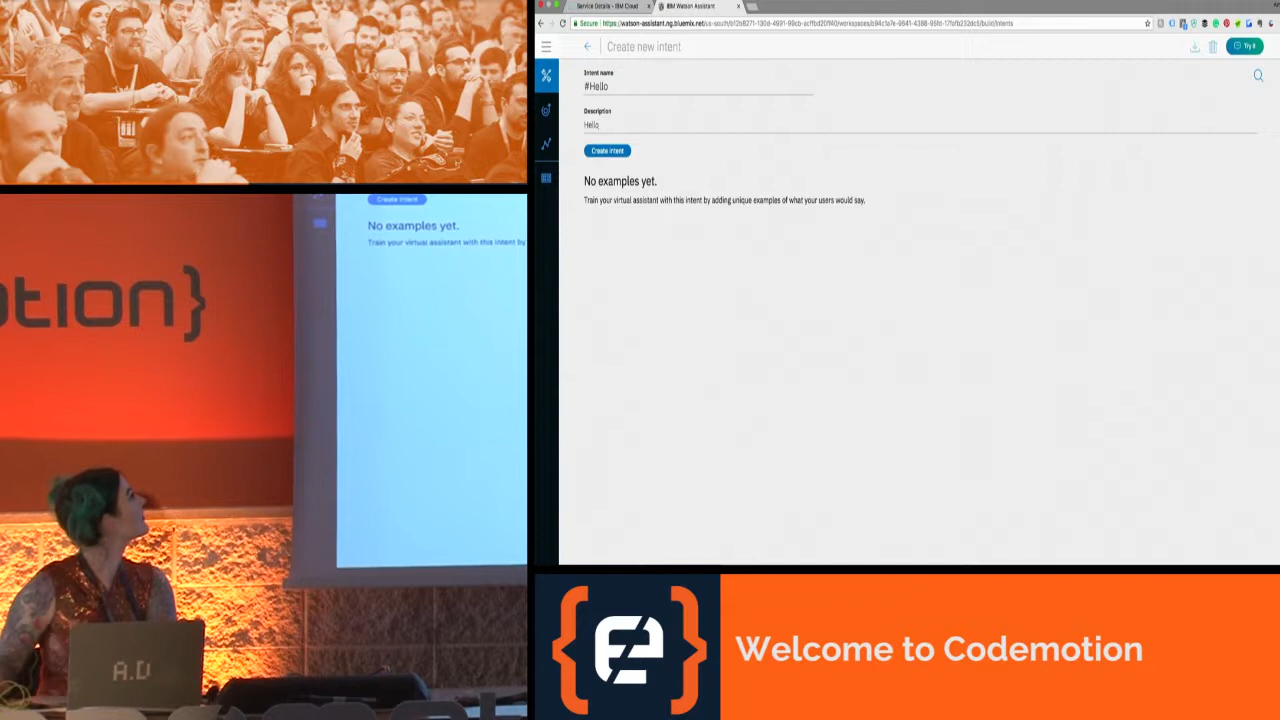 Service Details - IBM Cloud
IBM Watson Assistant
Secure
Create new intent
Try it
Intent name
#Hello
Description
Hello
Create intent
No examples yet.
Train your virtual assistant with this intent by adding unique examples of what your users would say.
Create intent
No examples yet.
Train your virtual assistant with this intent by
otion}
A.D
Welcome to Codemotion